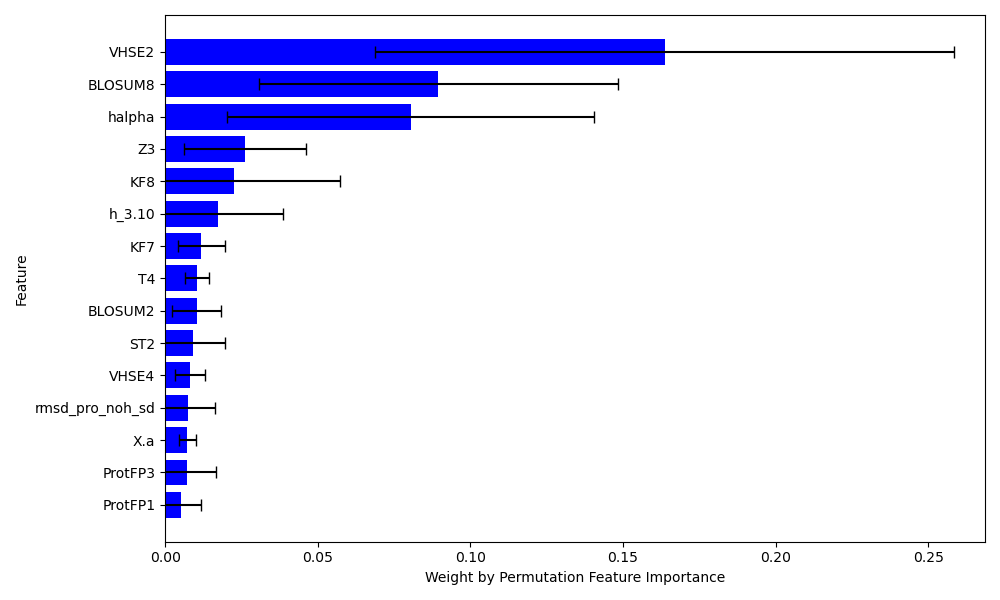 VHSE2
BLOSUM8
halpha
Z3
KF8
h_3.10
KF7
T4
BLOSUM2
ST2
VHSE4
rmsd_pro_noh_sd
X.a
ProtFP3
ProtFP1
Feature
0.00 0.05 0.10 0.15 0.20 0.25
Weight by Permutation Feature Importance